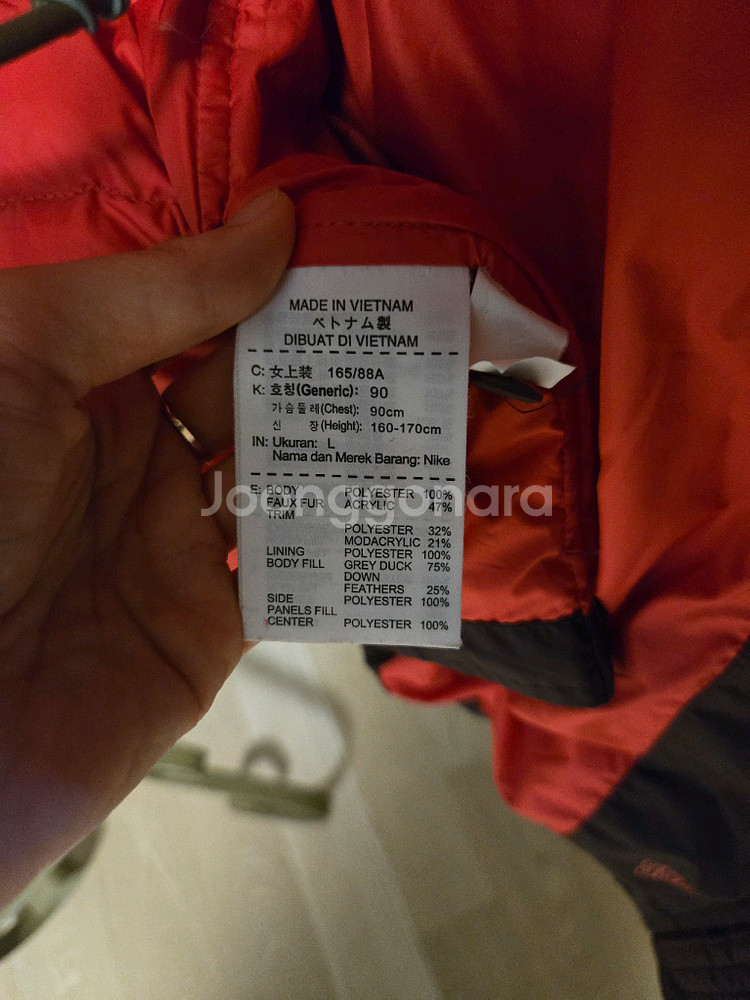 MADE IN VIETNAM
ベトナム製
DIBUAT DI VIETNAM
C: 女上装 165/88A
K: 호칭(Generic): 90
가슴둘레(Chest): 90cm
신 장(Height): 160-170cm
IN: Ukuran: L
Nama dan Merek Barang: Nike
Joonggonara
E: BODY POLYESTER 100%
FAUX FUR ACRYLIC 47%
TRIM
POLYESTER 32%
MODACRYLIC 21%
LINING POLYESTER 100%
BODY FILL GREY DUCK 75%
DOWN
FEATHERS 25%
SIDE POLYESTER 100%
PANELS FILL
CENTER POLYESTER 100%